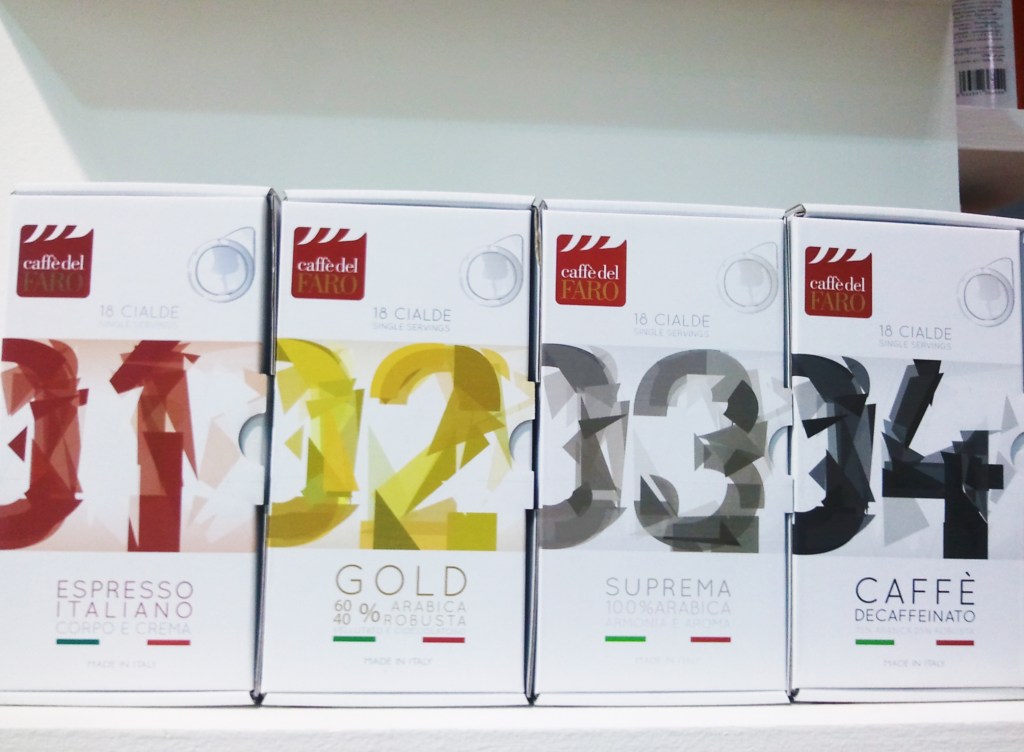 caffè del
FARO
18 CIALDE
SINGLE SERVINGS
01
ESPRESSO
ITALIANO
CORPO E CREMA
MADE IN ITALY
caffè del
FARO
18 CIALDE
SINGLE SERVINGS
02
GOLD
60 % ARABICA
40 ROBUSTA
MADE IN ITALY
caffè del
FARO
18 CIALDE
SINGLE SERVINGS
03
SUPREMA
100% ARABICA
ARMONIA E AROMA
MADE IN ITALY
caffè del
FARO
18 CIALDE
SINGLE SERVINGS
04
CAFFÈ
DECAFFEINATO
MADE IN ITALY